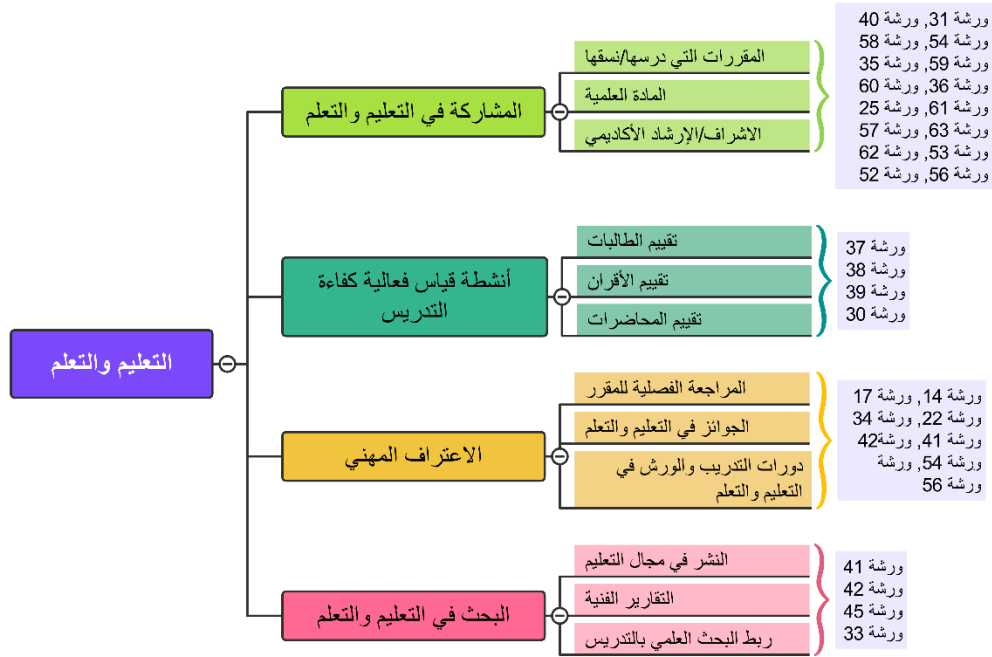 التعليم والتعلم
المشاركة في التعليم والتعلم
المقررات التي درسها/نسقها
المادة العلمية
الاشراف/الإرشاد الأكاديمي
ورشة 31, ورشة 40
ورشة 54, ورشة 58
ورشة 59, ورشة 35
ورشة 36, ورشة 60
ورشة 61, ورشة 25
ورشة 63, ورشة 57
ورشة 53, ورشة 62
ورشة 56, ورشة 52
أنشطة قياس فعالية كفاءة
التدريس
تقييم الطالبات
تقييم الأقران
تقييم المحاضرات
ورشة 37
ورشة 38
ورشة 39
ورشة 30
الاعتراف المهني
المراجعة الفصلية للمقرر
الجوائز في التعليم والتعلم
دورات التدريب والورش في
التعليم والتعلم
ورشة 14, ورشة 17
ورشة 22, ورشة 34
ورشة 41, ورشة42
ورشة 54, ورشة
ورشة 56
البحث في التعليم والتعلم
النشر في مجال التعليم
التقارير الفنية
ربط البحث العلمي بالتدريس
ورشة 41
ورشة 42
ورشة 45
ورشة 33